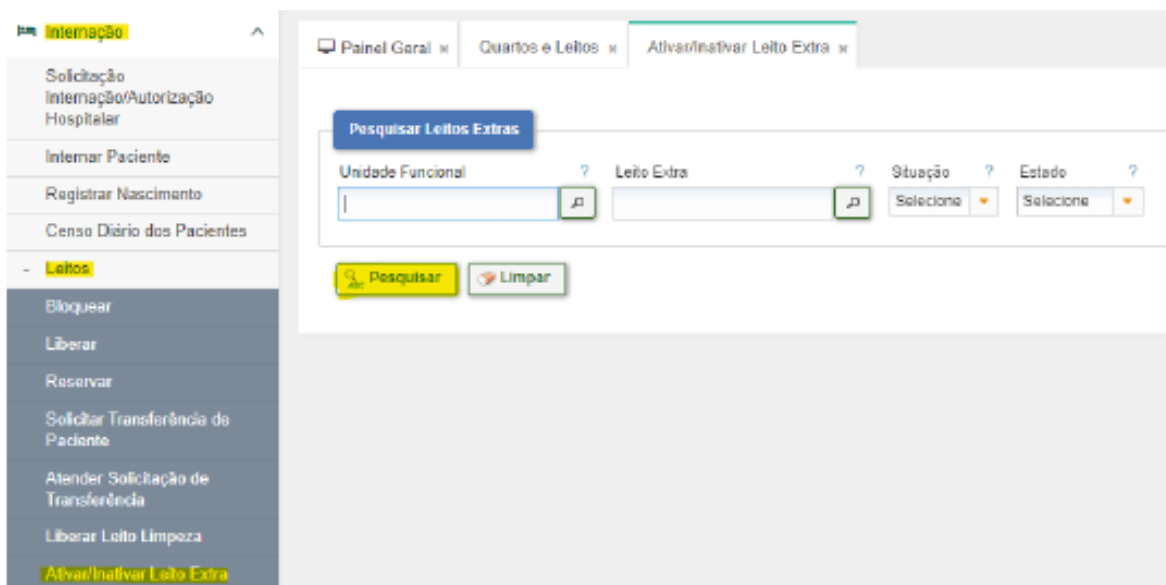 Internação
Solicitação
Internação/Autorização
Hospitalar
Internar Paciente
Registrar Nascimento
Censo Diário dos Pacientes
- Leitos
Bloquear
Liberar
Reservar
Solicitar Transferência de
Paciente
Atender Solicitação de
Transferência
Liberar Leito Limpeza
Ativar/Inativar Leito Extra
Painel Geral × Quartos e Leitos × Ativar/Inativar Leito Extra ×
Pesquisar Leitos Extras
Unidade Funcional ? Leito Extra ? Situação ? Estado ?
Selecione Selecione
ABC Pesquisar Limpar